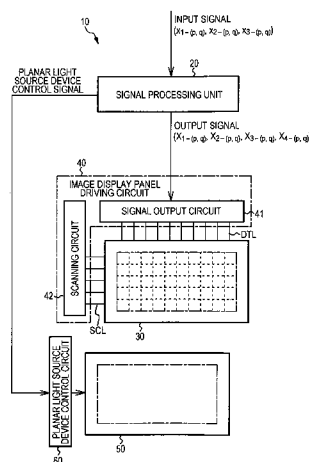 10
INPUT SIGNAL
(x1-(p, q), x2-(p, q), x3-(p, q))
PLANAR LIGHT
SOURCE DEVICE
CONTROL SIGNAL
20
SIGNAL PROCESSING UNIT
OUTPUT SIGNAL
(X1-(p, q), X2-(p, q), X3-(p, q), X4-(p, q))
40
IMAGE DISPLAY PANEL
DRIVING CIRCUIT
SIGNAL OUTPUT CIRCUIT
41
DTL
SCANNING CIRCUIT
42
SCL
30
PLANAR LIGHT SOURCE
DEVICE CONTROL CIRCUIT
60
50